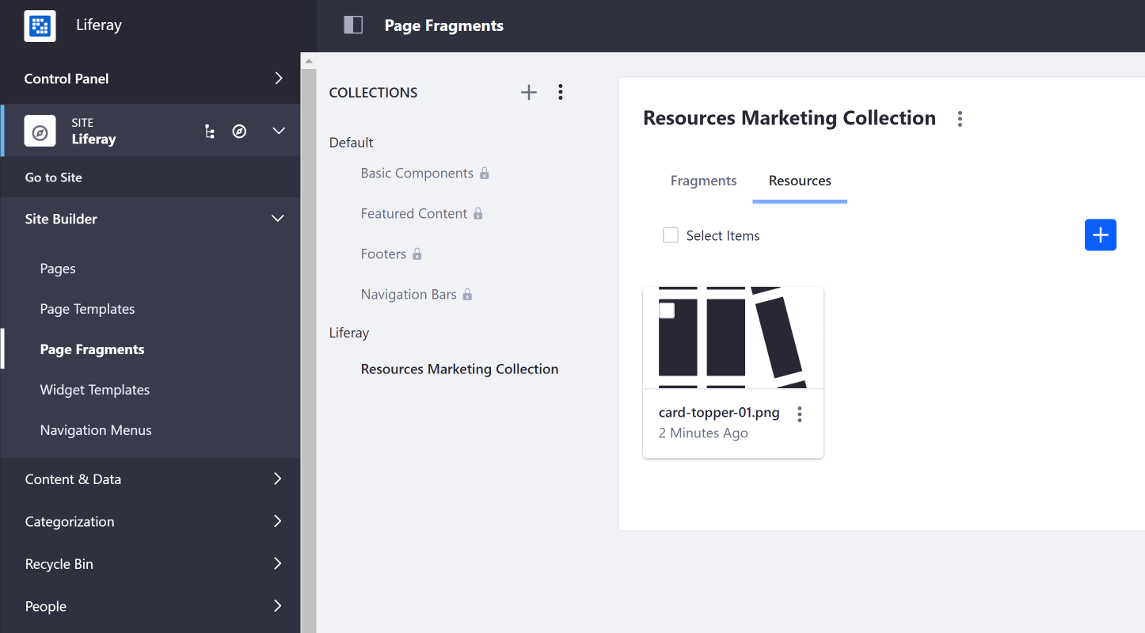 Liferay
Page Fragments
Control Panel
SITE
Liferay
Go to Site
Site Builder
Pages
Page Templates
Page Fragments
Widget Templates
Navigation Menus
Content & Data
Categorization
Recycle Bin
People
COLLECTIONS
Default
Basic Components
Featured Content
Footers
Navigation Bars
Liferay
Resources Marketing Collection
Resources Marketing Collection
Fragments Resources
Select Items
card-topper-01.png
2 Minutes Ago